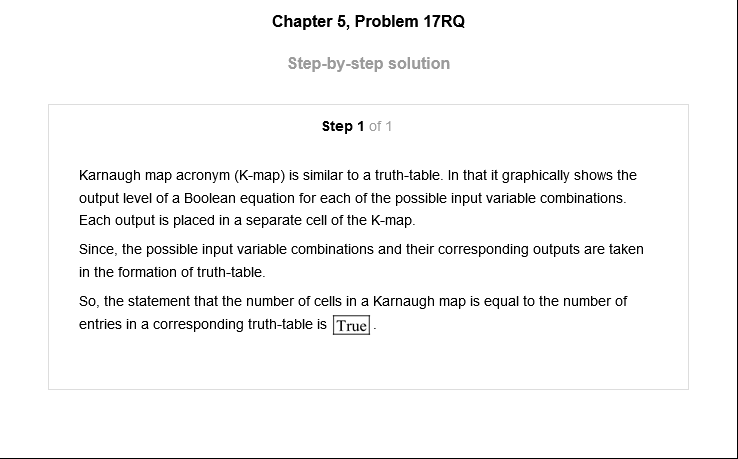 Chapter 5, Problem 17RQ
Step-by-step solution
Step 1 of 1
Karnaugh map acronym (K-map) is similar to a truth-table. In that it graphically shows the
output level of a Boolean equation for each of the possible input variable combinations.
Each output is placed in a separate cell of the K-map.
Since, the possible input variable combinations and their corresponding outputs are taken
in the formation of truth-table.
So, the statement that the number of cells in a Karnaugh map is equal to the number of
entries in a corresponding truth-table is True.